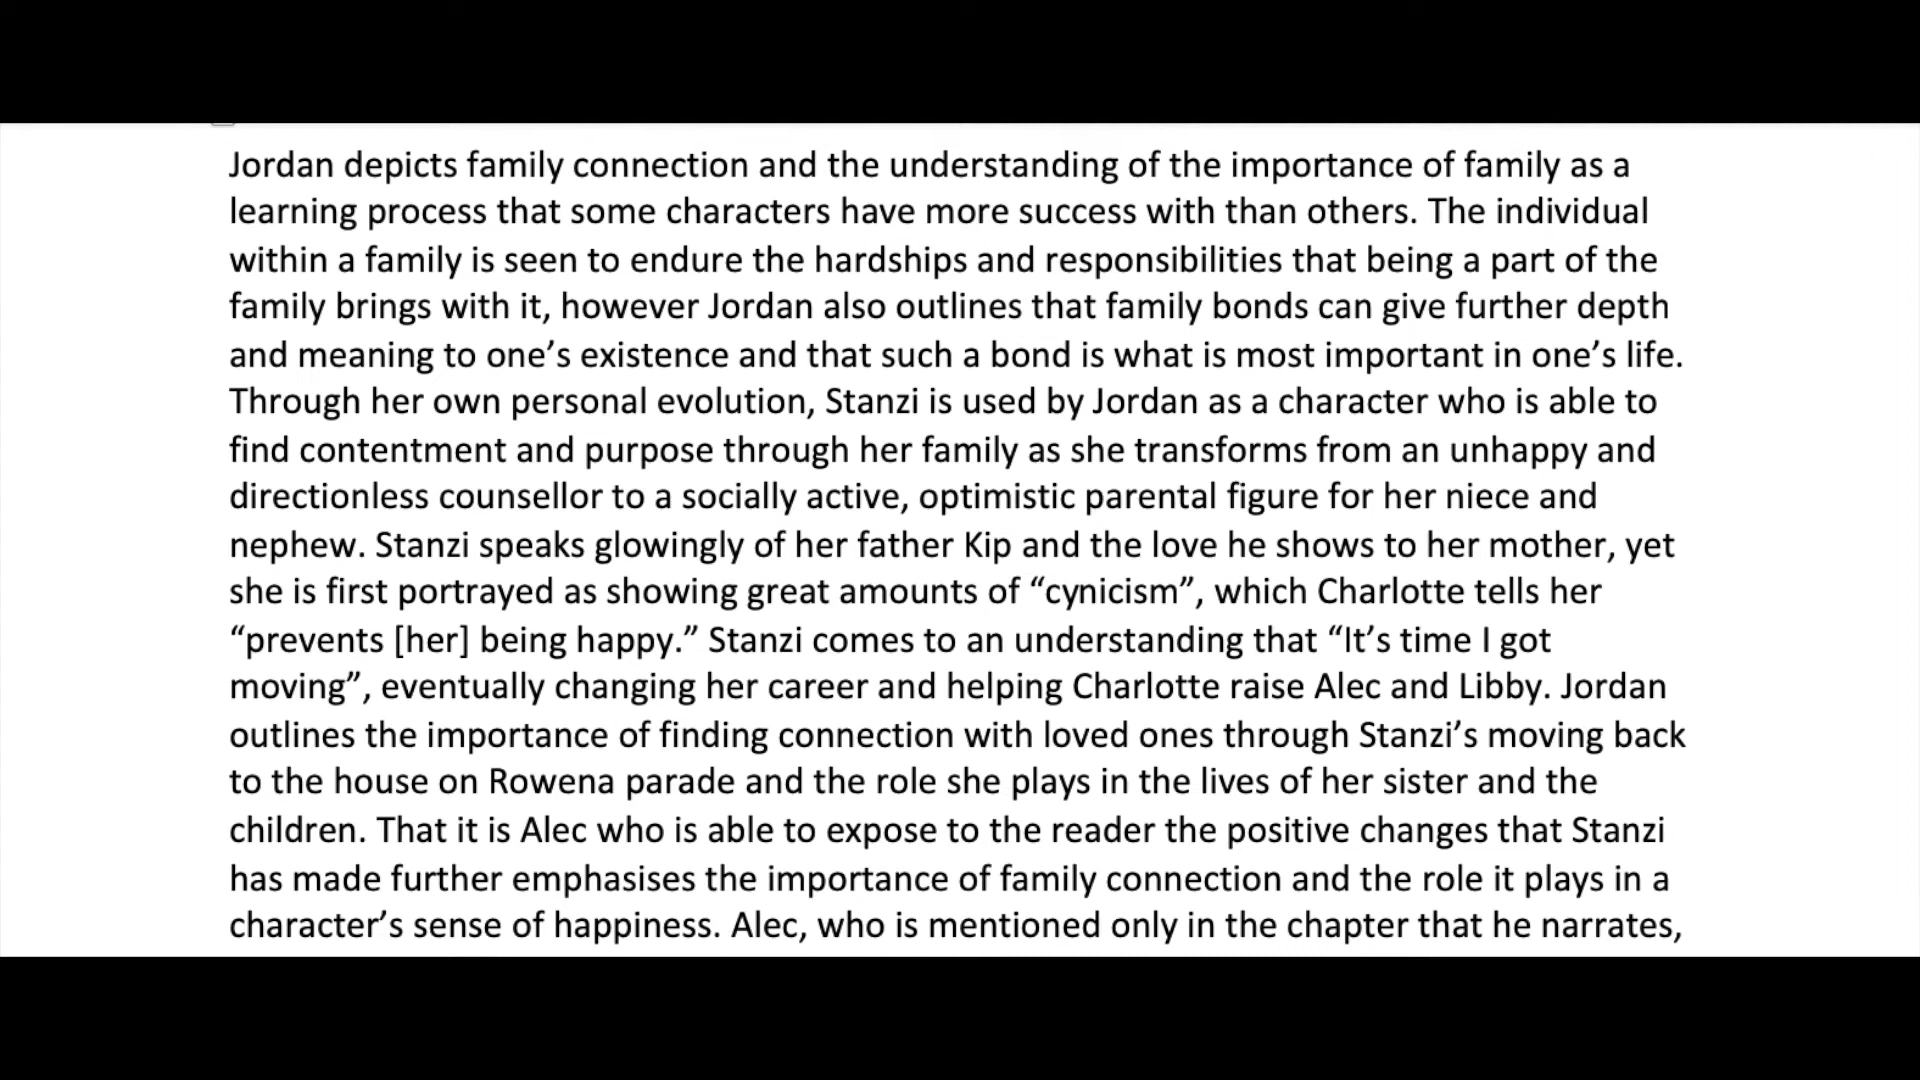 Jordan depicts family connection and the understanding of the importance of family as a
learning process that some characters have more success with than others. The individual
within a family is seen to endure the hardships and responsibilities that being a part of the
family brings with it, however Jordan also outlines that family bonds can give further depth
and meaning to one’s existence and that such a bond is what is most important in one’s life.
Through her own personal evolution, Stanzi is used by Jordan as a character who is able to
find contentment and purpose through her family as she transforms from an unhappy and
directionless counsellor to a socially active, optimistic parental figure for her niece and
nephew. Stanzi speaks glowingly of her father Kip and the love he shows to her mother, yet
she is first portrayed as showing great amounts of “cynicism”, which Charlotte tells her
“prevents [her] being happy.” Stanzi comes to an understanding that “It’s time I got
moving”, eventually changing her career and helping Charlotte raise Alec and Libby. Jordan
outlines the importance of finding connection with loved ones through Stanzi’s moving back
to the house on Rowena parade and the role she plays in the lives of her sister and the
children. That it is Alec who is able to expose to the reader the positive changes that Stanzi
has made further emphasises the importance of family connection and the role it plays in a
character’s sense of happiness. Alec, who is mentioned only in the chapter that he narrates,